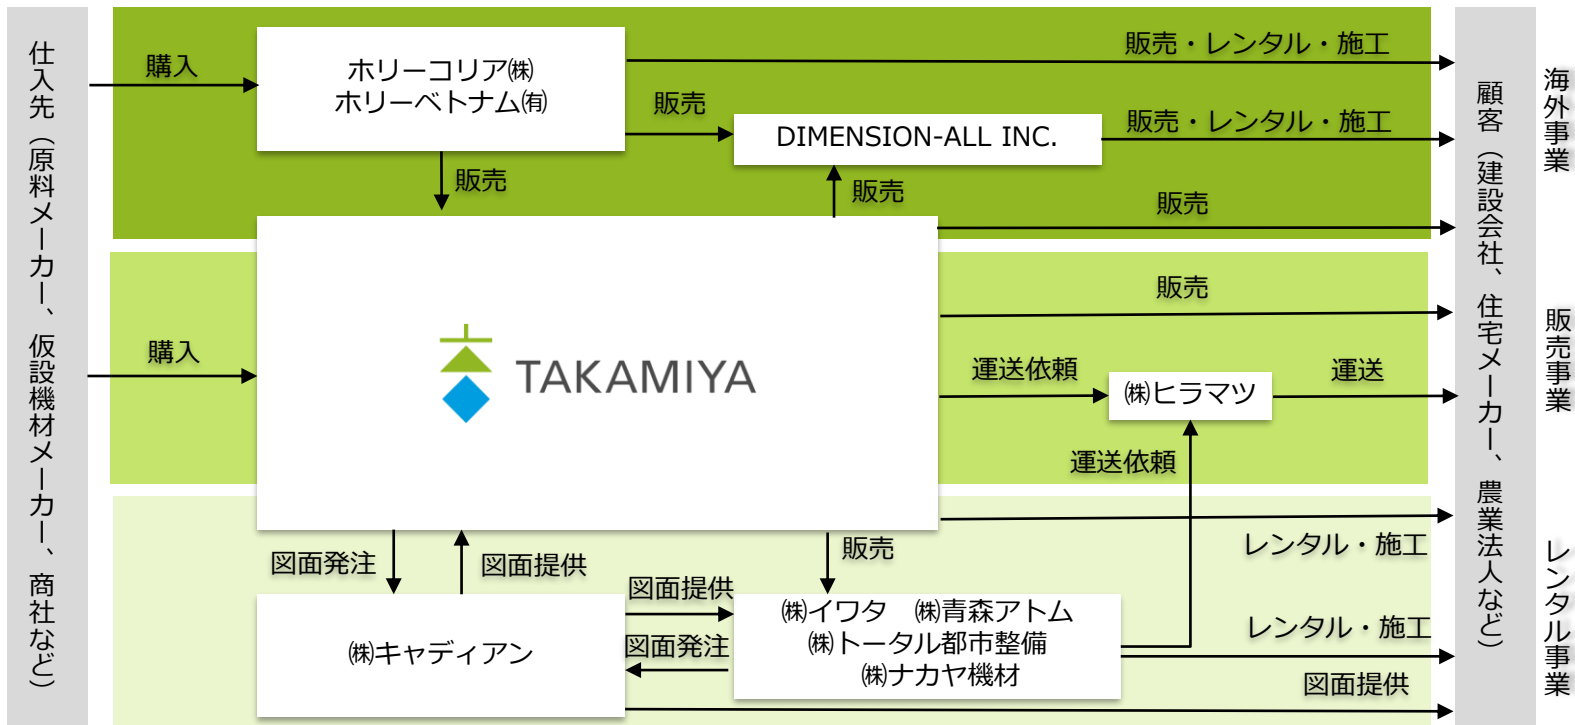 仕入先（原料メーカー、仮設機材メーカー、商社など）
購入
ホリーコリア㈱
ホリーベトナム㈲
販売・レンタル・施工
販売
DIMENSION-ALL INC.
販売・レンタル・施工
販売
販売
販売
海外事業
顧客（建設会社、住宅メーカー、農業法人など）
購入
TAKAMIYA
販売
運送依頼
㈱ヒラマツ
運送
運送依頼
販売事業
図面発注
図面提供
販売
レンタル・施工
㈱キャディアン
図面提供
図面発注
㈱イワタ　㈱青森アトム
㈱トータル都市整備
㈱ナカヤ機材
レンタル・施工
図面提供
レンタル事業